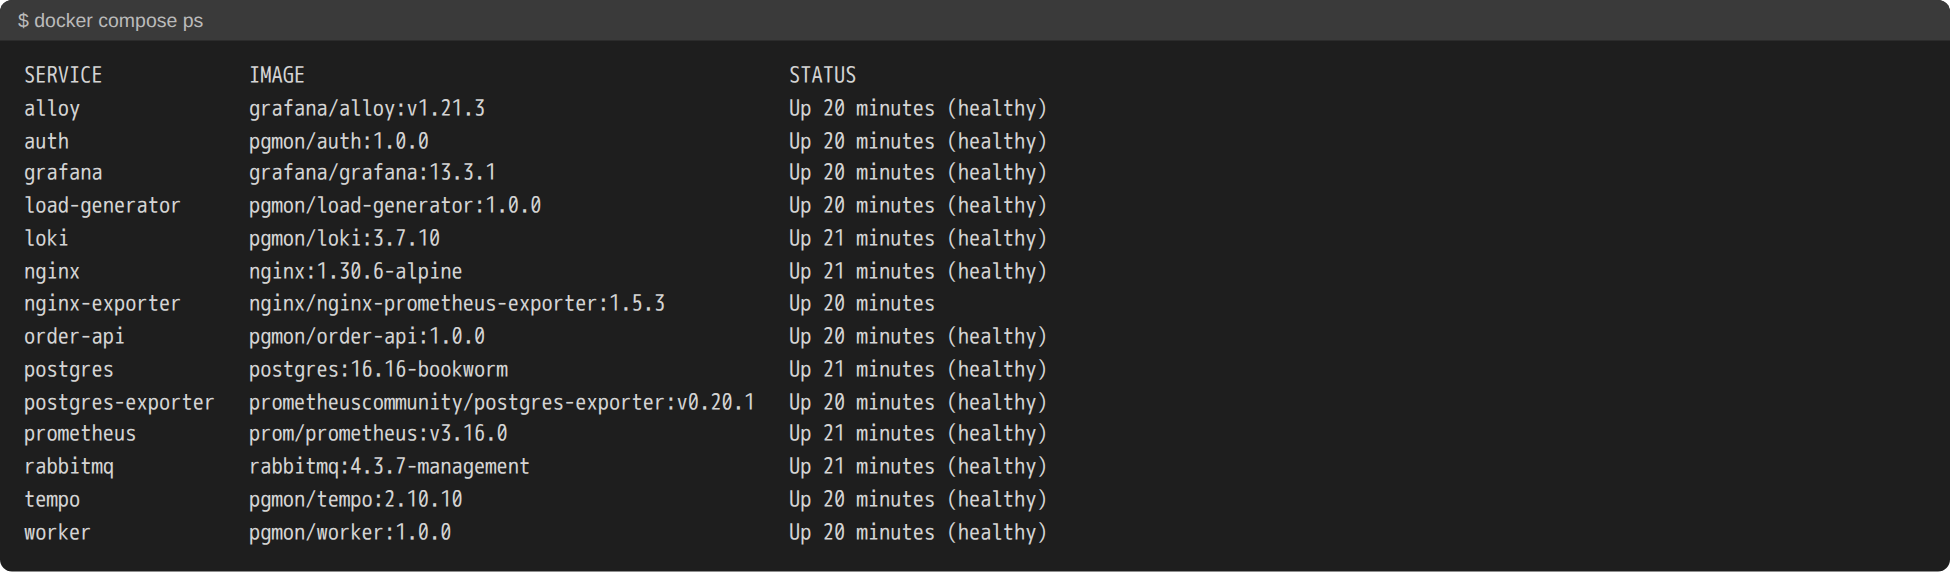 $ docker compose ps
SERVICE IMAGE STATUS
alloy grafana/alloy:v1.21.3 Up 20 minutes (healthy)
auth pgmon/auth:1.0.0 Up 20 minutes (healthy)
grafana grafana/grafana:13.3.1 Up 20 minutes (healthy)
load-generator pgmon/load-generator:1.0.0 Up 20 minutes (healthy)
loki pgmon/loki:3.7.10 Up 21 minutes (healthy)
nginx nginx:1.30.6-alpine Up 21 minutes (healthy)
nginx-exporter nginx/nginx-prometheus-exporter:1.5.3 Up 20 minutes
order-api pgmon/order-api:1.0.0 Up 20 minutes (healthy)
postgres postgres:16.16-bookworm Up 21 minutes (healthy)
postgres-exporter prometheuscommunity/postgres-exporter:v0.20.1 Up 20 minutes (healthy)
prometheus prom/prometheus:v3.16.0 Up 21 minutes (healthy)
rabbitmq rabbitmq:4.3.7-management Up 21 minutes (healthy)
tempo pgmon/tempo:2.10.10 Up 20 minutes (healthy)
worker pgmon/worker:1.0.0 Up 20 minutes (healthy)